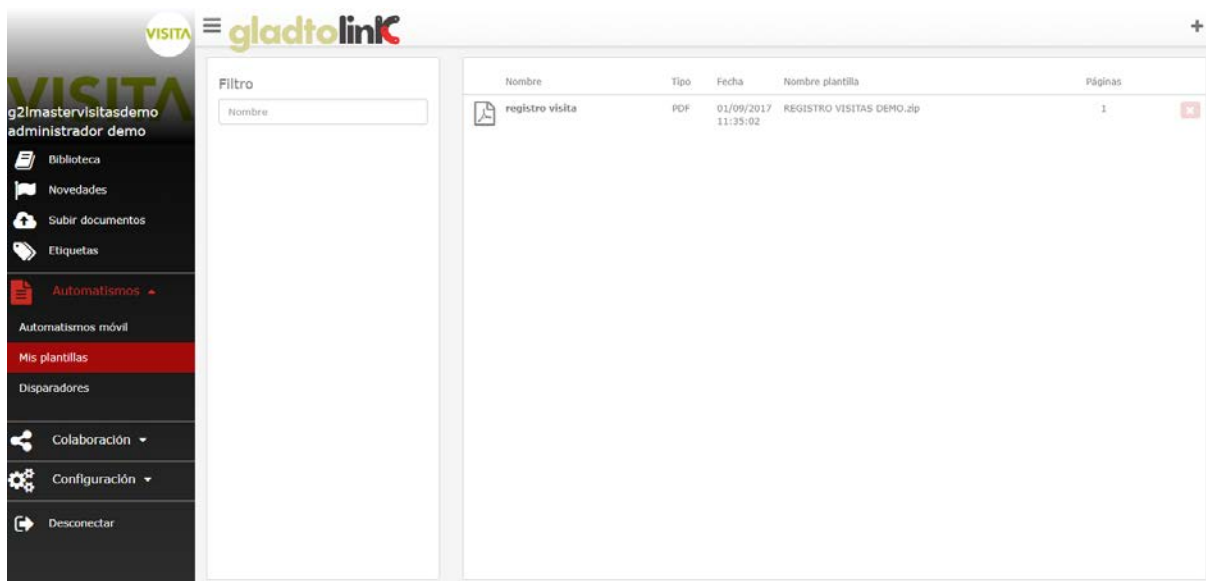 VISITA
gladtolink
VISITA
g2lmastervisitasdemo
administrador demo
Biblioteca
Novedades
Subir documentos
Etiquetas
Automatismos
Automatismos móvil
Mis plantillas
Disparadores
Colaboración
Configuración
Desconectar
Filtro
Nombre
Nombre Tipo Fecha Nombre plantilla Páginas
registro visita PDF 01/09/2017 REGISTRO VISITAS DEMO.zip 1
11:35:02